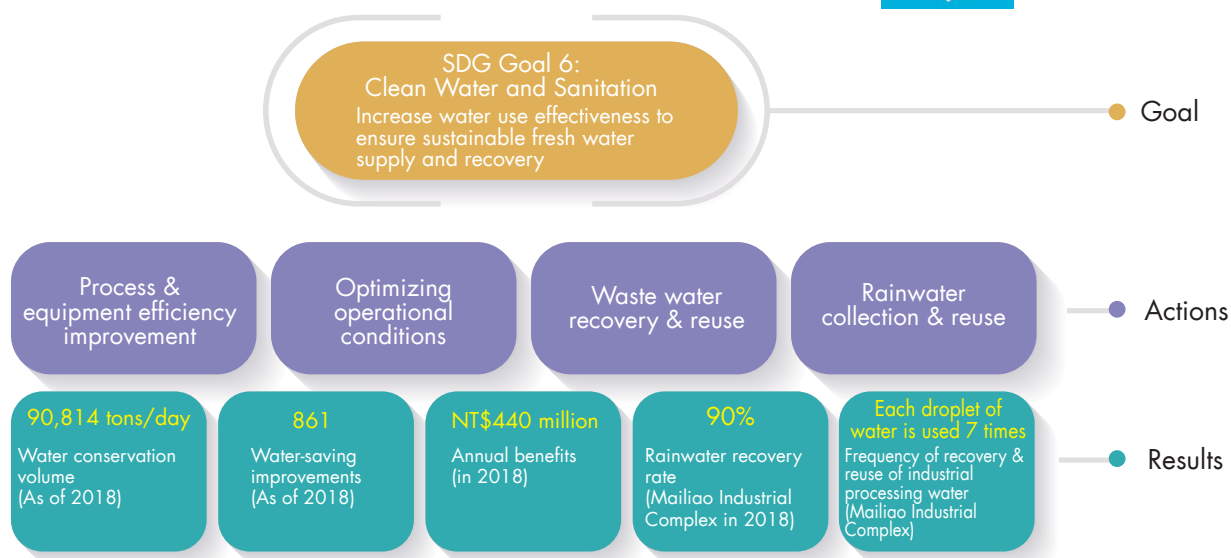 SDG Goal 6:
Clean Water and Sanitation
Increase water use effectiveness to
ensure sustainable fresh water
supply and recovery
Goal
Process &
equipment efficiency
improvement
Optimizing
operational
conditions
Waste water
recovery & reuse
Rainwater
collection & reuse
Actions
90,814 tons/day
Water conservation
volume
(As of 2018)
861
Water-saving
improvements
(As of 2018)
NT$440 million
Annual benefits
(in 2018)
90%
Rainwater recovery
rate
(Mailiao Industrial
Complex in 2018)
Each droplet of
water is used 7 times
Frequency of recovery &
reuse of industrial
processing water
(Mailiao Industrial
Complex)
Results